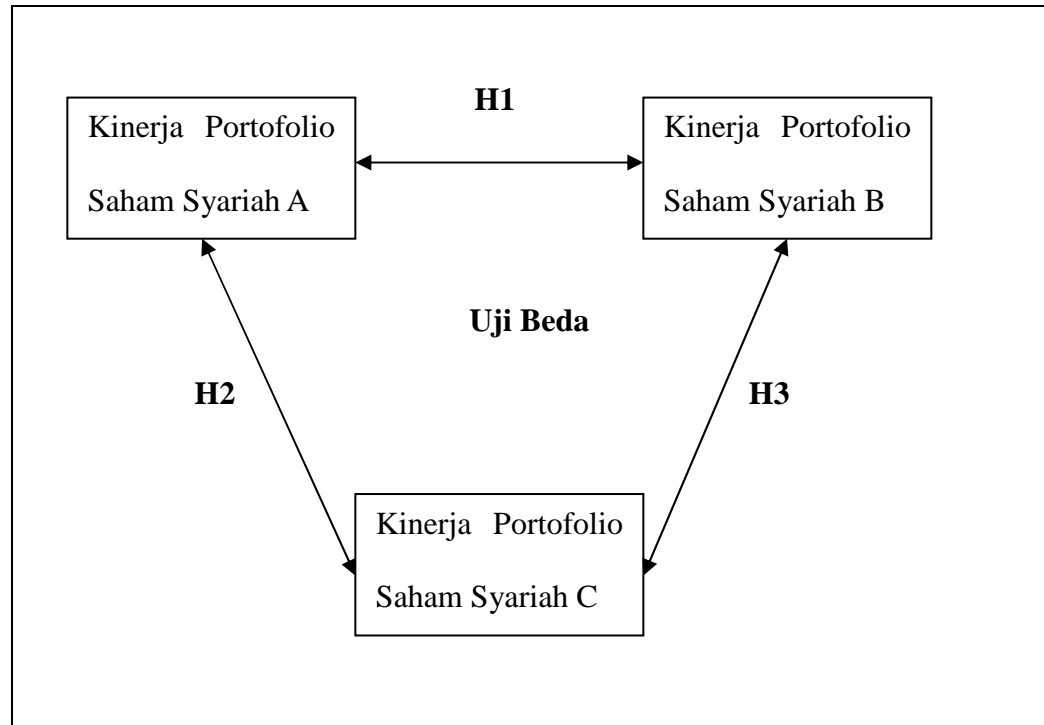 H1
Kinerja Portofolio
Saham Syariah A
Kinerja Portofolio
Saham Syariah B
Uji Beda
H2
H3
Kinerja Portofolio
Saham Syariah C